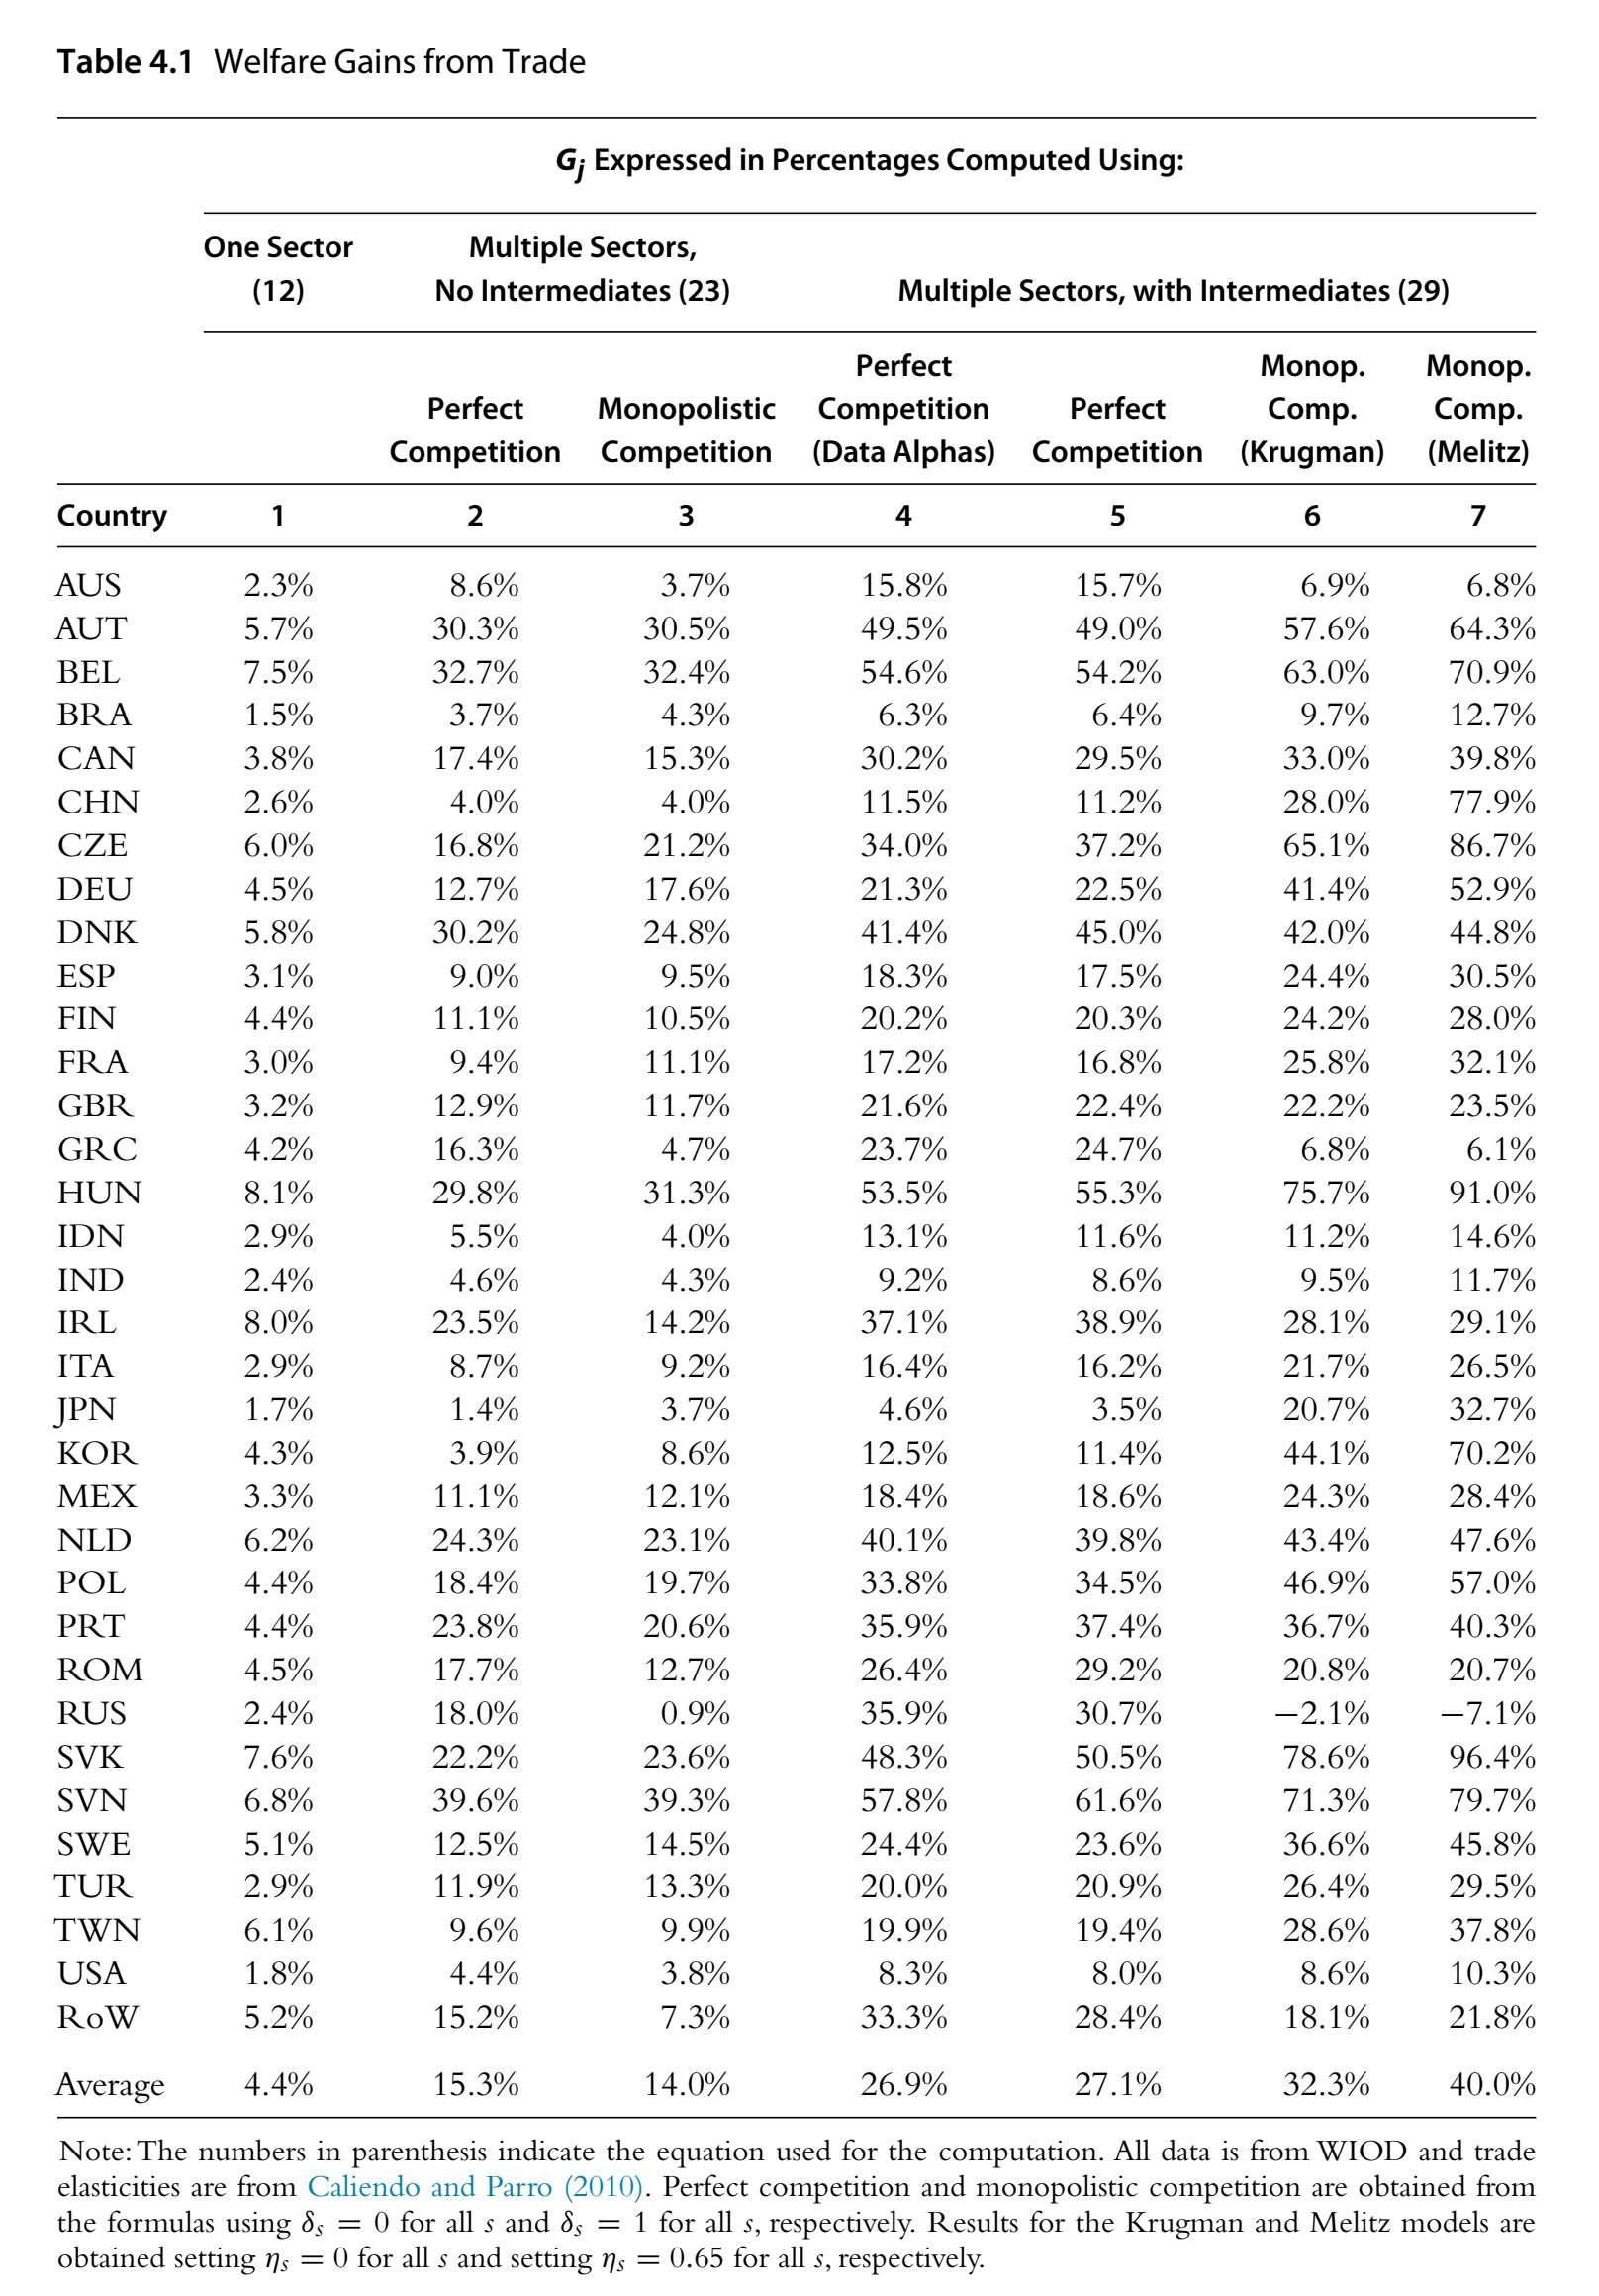 Table 4.1 Welfare Gains from Trade
Gj Expressed in Percentages Computed Using:
One Sector (12) Multiple Sectors, No Intermediates (23) Multiple Sectors, with Intermediates (29)
Perfect Competition Monopolistic Competition Perfect Competition (Data Alphas) Perfect Competition Monop. Comp. (Krugman) Monop. Comp. (Melitz)
Country 1 2 3 4 5 6 7
AUS 2.3% 8.6% 3.7% 15.8% 15.7% 6.9% 6.8%
AUT 5.7% 30.3% 30.5% 49.5% 49.0% 57.6% 64.3%
BEL 7.5% 32.7% 32.4% 54.6% 54.2% 63.0% 70.9%
BRA 1.5% 3.7% 4.3% 6.3% 6.4% 9.7% 12.7%
CAN 3.8% 17.4% 15.3% 30.2% 29.5% 33.0% 39.8%
CHN 2.6% 4.0% 4.0% 11.5% 11.2% 28.0% 77.9%
CZE 6.0% 16.8% 21.2% 34.0% 37.2% 65.1% 86.7%
DEU 4.5% 12.7% 17.6% 21.3% 22.5% 41.4% 52.9%
DNK 5.8% 30.2% 24.8% 41.4% 45.0% 42.0% 44.8%
ESP 3.1% 9.0% 9.5% 18.3% 17.5% 24.4% 30.5%
FIN 4.4% 11.1% 10.5% 20.2% 20.3% 24.2% 28.0%
FRA 3.0% 9.4% 11.1% 17.2% 16.8% 25.8% 32.1%
GBR 3.2% 12.9% 11.7% 21.6% 22.4% 22.2% 23.5%
GRC 4.2% 16.3% 4.7% 23.7% 24.7% 6.8% 6.1%
HUN 8.1% 29.8% 31.3% 53.5% 55.3% 75.7% 91.0%
IDN 2.9% 5.5% 4.0% 13.1% 11.6% 11.2% 14.6%
IND 2.4% 4.6% 4.3% 9.2% 8.6% 9.5% 11.7%
IRL 8.0% 23.5% 14.2% 37.1% 38.9% 28.1% 29.1%
ITA 2.9% 8.7% 9.2% 16.4% 16.2% 21.7% 26.5%
JPN 1.7% 1.4% 3.7% 4.6% 3.5% 20.7% 32.7%
KOR 4.3% 3.9% 8.6% 12.5% 11.4% 44.1% 70.2%
MEX 3.3% 11.1% 12.1% 18.4% 18.6% 24.3% 28.4%
NLD 6.2% 24.3% 23.1% 40.1% 39.8% 43.4% 47.6%
POL 4.4% 18.4% 19.7% 33.8% 34.5% 46.9% 57.0%
PRT 4.4% 23.8% 20.6% 35.9% 37.4% 36.7% 40.3%
ROM 4.5% 17.7% 12.7% 26.4% 29.2% 20.8% 20.7%
RUS 2.4% 18.0% 0.9% 35.9% 30.7% −2.1% −7.1%
SVK 7.6% 22.2% 23.6% 48.3% 50.5% 78.6% 96.4%
SVN 6.8% 39.6% 39.3% 57.8% 61.6% 71.3% 79.7%
SWE 5.1% 12.5% 14.5% 24.4% 23.6% 36.6% 45.8%
TUR 2.9% 11.9% 13.3% 20.0% 20.9% 26.4% 29.5%
TWN 6.1% 9.6% 9.9% 19.9% 19.4% 28.6% 37.8%
USA 1.8% 4.4% 3.8% 8.3% 8.0% 8.6% 10.3%
RoW 5.2% 15.2% 7.3% 33.3% 28.4% 18.1% 21.8%
Average 4.4% 15.3% 14.0% 26.9% 27.1% 32.3% 40.0%
Note: The numbers in parenthesis indicate the equation used for the computation. All data is from WIOD and trade
elasticities are from Caliendo and Parro (2010). Perfect competition and monopolistic competition are obtained from
the formulas using δs = 0 for all s and δs = 1 for all s, respectively. Results for the Krugman and Melitz models are
obtained setting ηs = 0 for all s and setting ηs = 0.65 for all s, respectively.